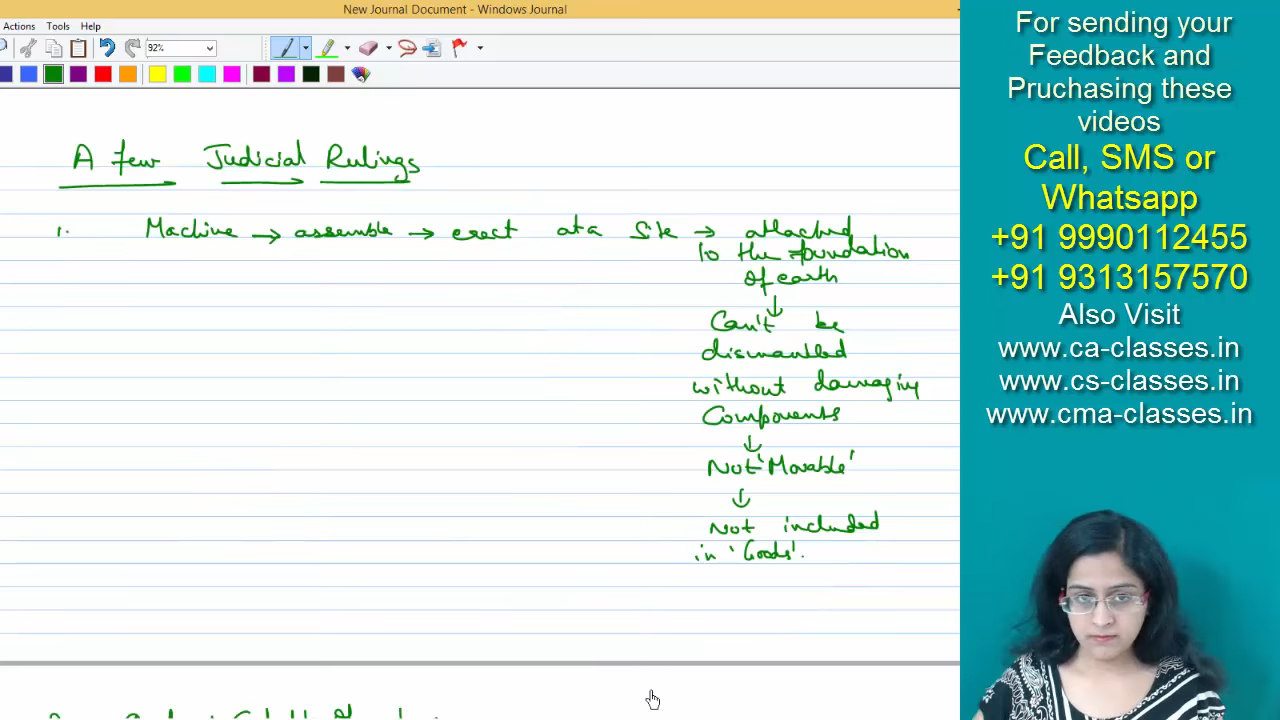 New Journal Document - Windows Journal
Actions Tools Help
92%
A few Judicial Rulings
1. Machine → assemble → erect at a Site → attached
to the foundation
of earth
↓
Can't be
dismantled
without damaging
Components
↓
Not 'Movable'
↓
Not included
in 'Goods'.
For sending your
Feedback and
Pruchasing these
videos
Call, SMS or
Whatsapp
+91 9990112455
+91 9313157570
Also Visit
www.ca-classes.in
www.cs-classes.in
www.cma-classes.in